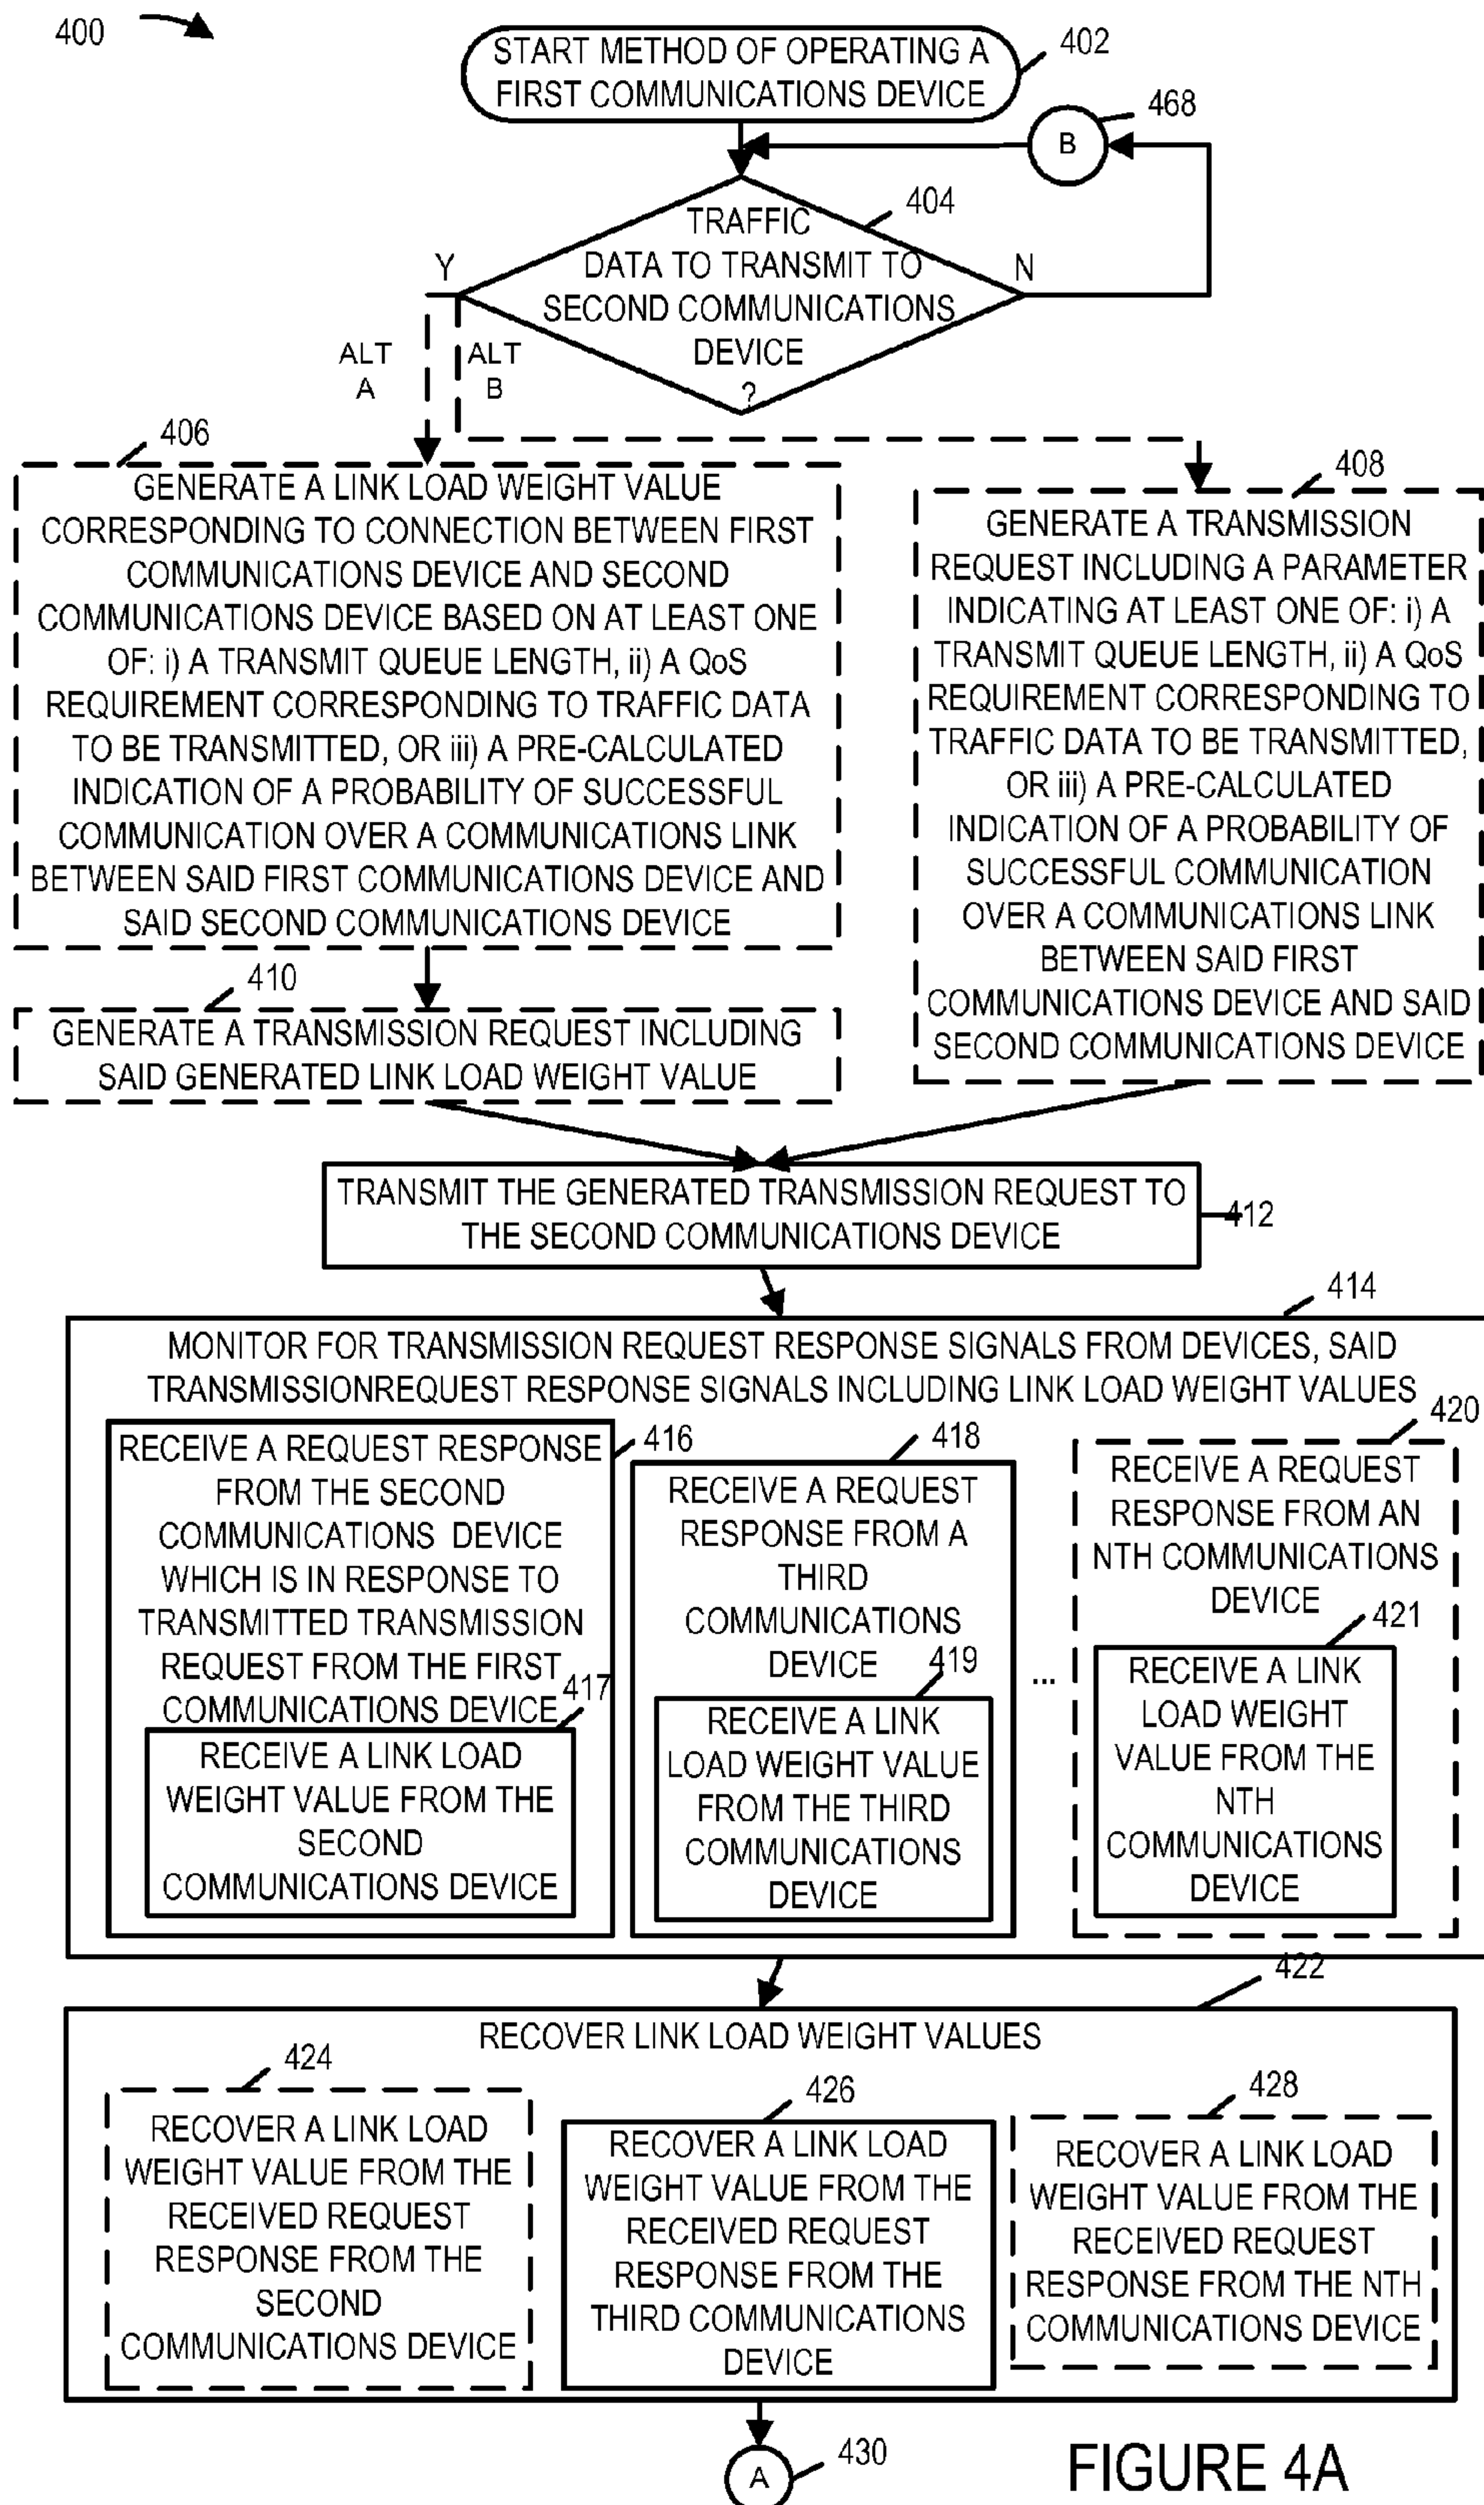 400
START METHOD OF OPERATING A
FIRST COMMUNICATIONS DEVICE
402
B
468
TRAFFIC
DATA TO TRANSMIT TO
SECOND COMMUNICATIONS
DEVICE
?
404
Y
N
ALT
A
ALT
B
406
GENERATE A LINK LOAD WEIGHT VALUE
CORRESPONDING TO CONNECTION BETWEEN FIRST
COMMUNICATIONS DEVICE AND SECOND
COMMUNICATIONS DEVICE BASED ON AT LEAST ONE
OF: i) A TRANSMIT QUEUE LENGTH, ii) A QoS
REQUIREMENT CORRESPONDING TO TRAFFIC DATA
TO BE TRANSMITTED, OR iii) A PRE-CALCULATED
INDICATION OF A PROBABILITY OF SUCCESSFUL
COMMUNICATION OVER A COMMUNICATIONS LINK
BETWEEN SAID FIRST COMMUNICATIONS DEVICE AND
SAID SECOND COMMUNICATIONS DEVICE
408
GENERATE A TRANSMISSION
REQUEST INCLUDING A PARAMETER
INDICATING AT LEAST ONE OF: i) A
TRANSMIT QUEUE LENGTH, ii) A QoS
REQUIREMENT CORRESPONDING TO
TRAFFIC DATA TO BE TRANSMITTED,
OR iii) A PRE-CALCULATED
INDICATION OF A PROBABILITY OF
SUCCESSFUL COMMUNICATION
OVER A COMMUNICATIONS LINK
BETWEEN SAID FIRST
COMMUNICATIONS DEVICE AND SAID
SECOND COMMUNICATIONS DEVICE
410
GENERATE A TRANSMISSION REQUEST INCLUDING
SAID GENERATED LINK LOAD WEIGHT VALUE
TRANSMIT THE GENERATED TRANSMISSION REQUEST TO
THE SECOND COMMUNICATIONS DEVICE
412
414
MONITOR FOR TRANSMISSION REQUEST RESPONSE SIGNALS FROM DEVICES, SAID
TRANSMISSIONREQUEST RESPONSE SIGNALS INCLUDING LINK LOAD WEIGHT VALUES
416
RECEIVE A REQUEST RESPONSE
FROM THE SECOND
COMMUNICATIONS DEVICE
WHICH IS IN RESPONSE TO
TRANSMITTED TRANSMISSION
REQUEST FROM THE FIRST
COMMUNICATIONS DEVICE
417
RECEIVE A LINK LOAD
WEIGHT VALUE FROM THE
SECOND
COMMUNICATIONS DEVICE
418
RECEIVE A REQUEST
RESPONSE FROM A
THIRD
COMMUNICATIONS
DEVICE
419
RECEIVE A LINK
LOAD WEIGHT VALUE
FROM THE THIRD
COMMUNICATIONS
DEVICE
...
420
RECEIVE A REQUEST
RESPONSE FROM AN
NTH COMMUNICATIONS
DEVICE
421
RECEIVE A LINK
LOAD WEIGHT
VALUE FROM THE
NTH
COMMUNICATIONS
DEVICE
422
RECOVER LINK LOAD WEIGHT VALUES
424
RECOVER A LINK LOAD
WEIGHT VALUE FROM THE
RECEIVED REQUEST
RESPONSE FROM THE
SECOND
COMMUNICATIONS DEVICE
426
RECOVER A LINK LOAD
WEIGHT VALUE FROM THE
RECEIVED REQUEST
RESPONSE FROM THE
THIRD COMMUNICATIONS
DEVICE
428
RECOVER A LINK LOAD
WEIGHT VALUE FROM THE
RECEIVED REQUEST
RESPONSE FROM THE NTH
COMMUNICATIONS DEVICE
A
430
FIGURE 4A